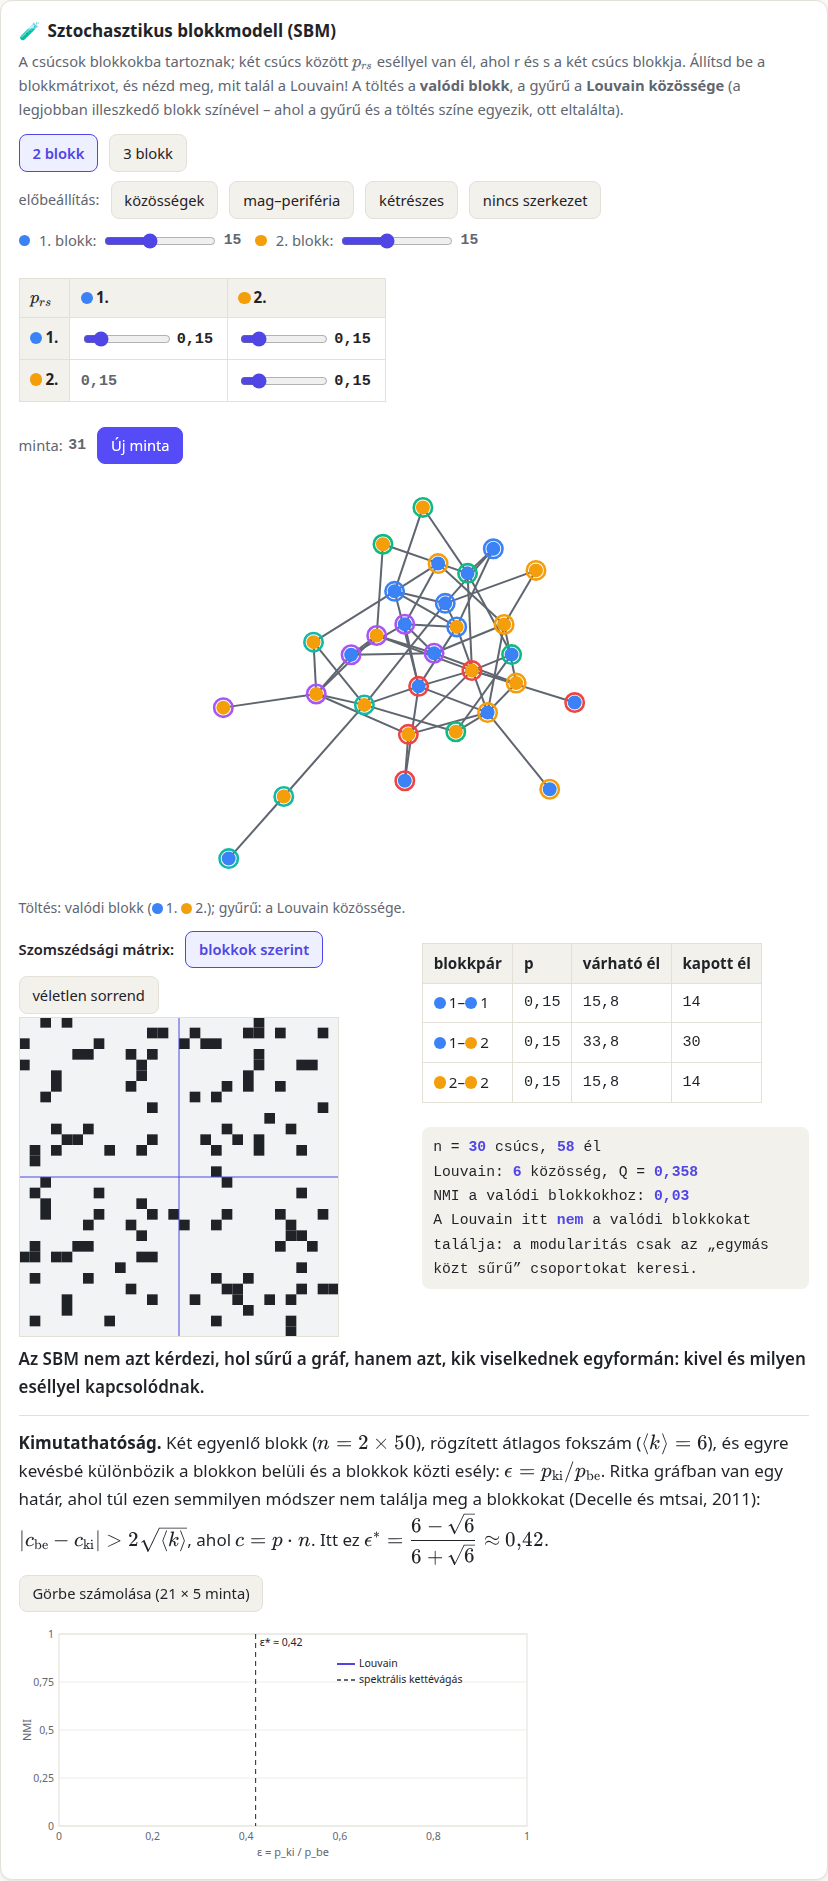 🧪 Sztochasztikus blokkmodell (SBM)
A csúcsok blokkokba tartoznak; két csúcs között p_rs eséllyel van él, ahol r és s a két csúcs blokkja. Állítsd be a
blokkmátrixot, és nézd meg, mit talál a Louvain! A töltés a valódi blokk, a gyűrű a Louvain közössége (a
legjobban illeszkedő blokk színével – ahol a gyűrű és a töltés színe egyezik, ott eltalálta).
2 blokk 3 blokk
előbeállítás: közösségek mag–periféria kétrészes nincs szerkezet
1. blokk: 15 2. blokk: 15
p_rs 1. 2.
1. 0,15 0,15
2. 0,15 0,15
minta: 31 Új minta
Töltés: valódi blokk (1. 2.); gyűrű: a Louvain közössége.
Szomszédsági mátrix: blokkok szerint
véletlen sorrend
blokkpár p várható él kapott él
1–1 0,15 15,8 14
1–2 0,15 33,8 30
2–2 0,15 15,8 14
n = 30 csúcs, 58 él
Louvain: 6 közösség, Q = 0,358
NMI a valódi blokkokhoz: 0,03
A Louvain itt nem a valódi blokkokat
találja: a modularitás csak az „egymás
közt sűrű” csoportokat keresi.
Az SBM nem azt kérdezi, hol sűrű a gráf, hanem azt, kik viselkednek egyformán: kivel és milyen
eséllyel kapcsolódnak.
Kimutathatóság. Két egyenlő blokk (n = 2 × 50), rögzített átlagos fokszám (⟨k⟩ = 6), és egyre
kevésbé különbözik a blokkon belüli és a blokkok közti esély: ϵ = p_ki/p_be. Ritka gráfban van egy
határ, ahol túl ezen semmilyen módszer nem találja meg a blokkokat (Decelle és mtsai, 2011):
|c_be − c_ki| > 2√⟨k⟩, ahol c = p · n. Itt ez ϵ* = (6 − √6)/(6 + √6) ≈ 0,42.
Görbe számolása (21 × 5 minta)
1
0,75
0,5
0,25
0
NMI
ε* ≈ 0,42
Louvain
spektrális kettévágás
0 0,2 0,4 0,6 0,8 1
ε = p_ki / p_be